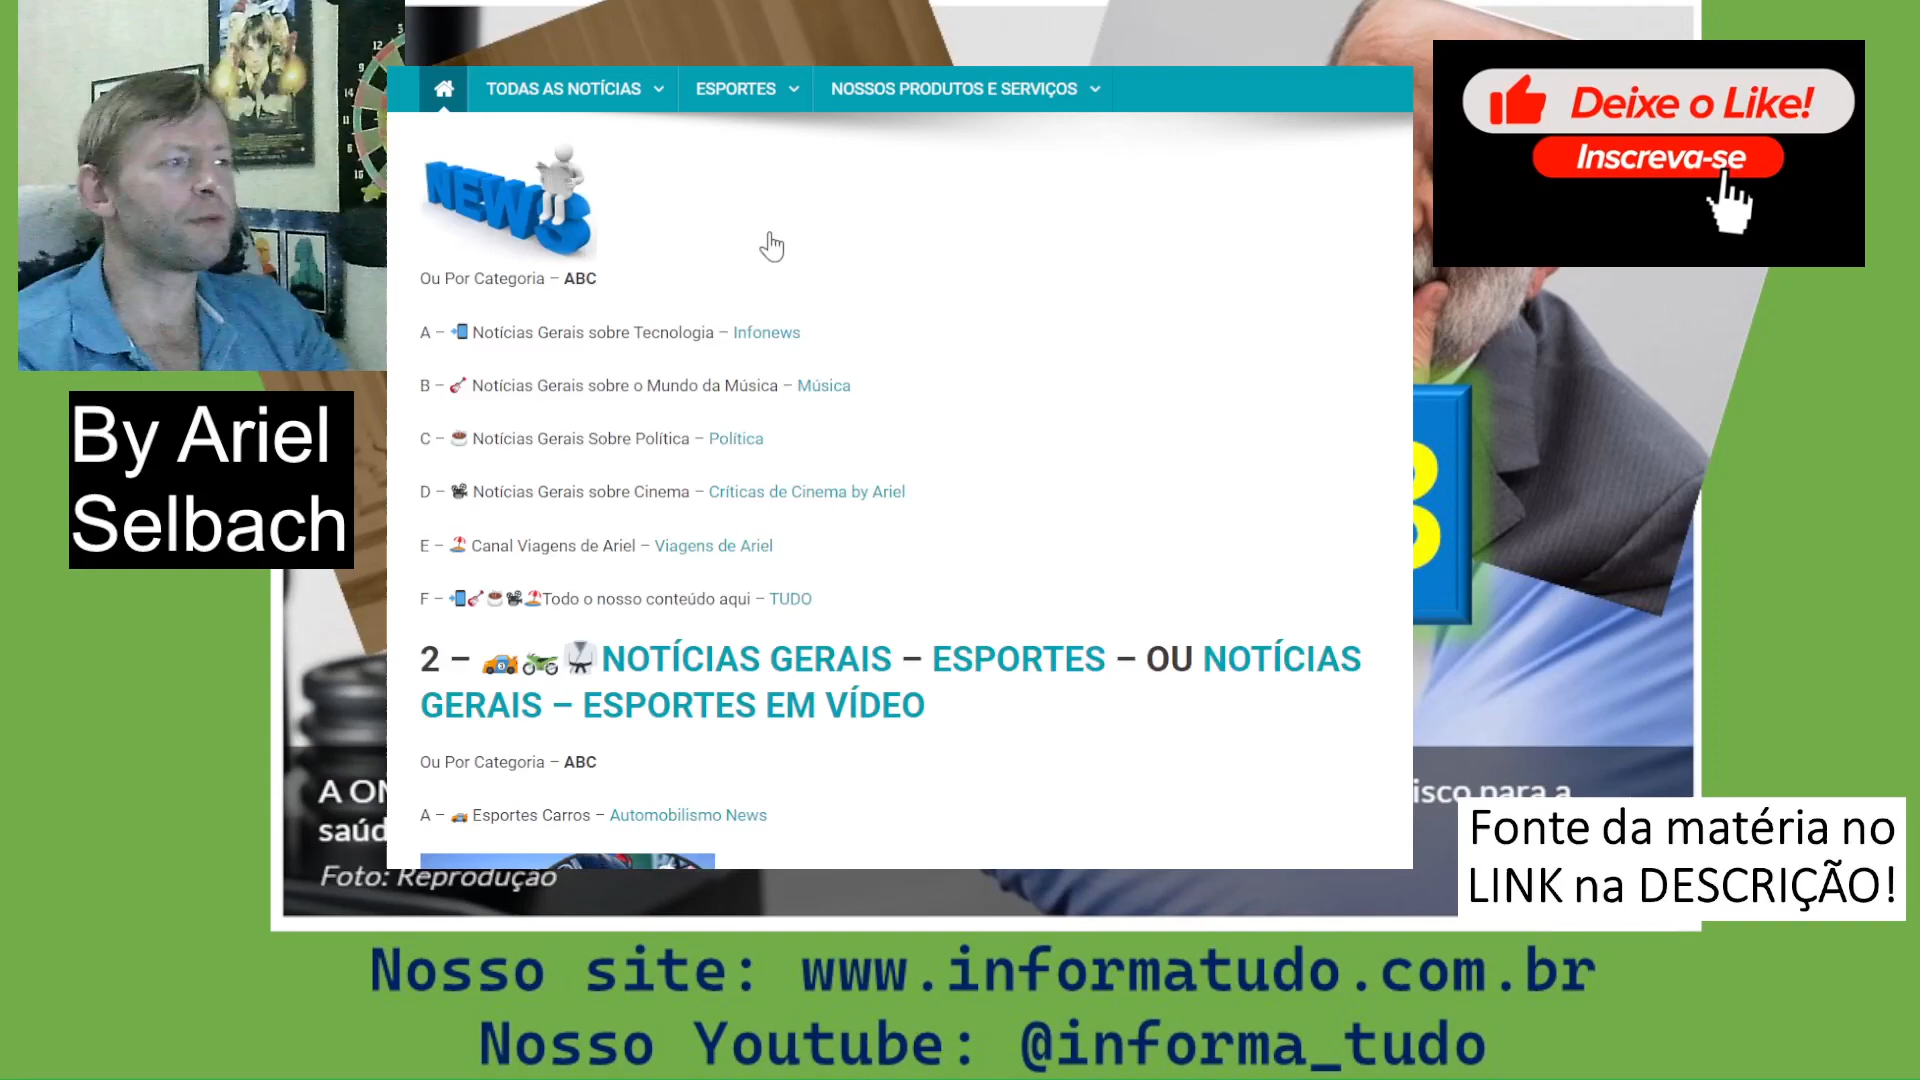 TODAS AS NOTÍCIAS
ESPORTES
NOSSOS PRODUTOS E SERVIÇOS
Deixe o Like!
Inscreva-se
NEWS
Ou Por Categoria – ABC
A – Notícias Gerais sobre Tecnologia – Infonews
B – Notícias Gerais sobre o Mundo da Música – Música
C – Notícias Gerais Sobre Política – Política
D – Notícias Gerais sobre Cinema – Críticas de Cinema by Ariel
E – Canal Viagens de Ariel – Viagens de Ariel
F – Todo o nosso conteúdo aqui – TUDO
2 – NOTÍCIAS GERAIS – ESPORTES – OU NOTÍCIAS
GERAIS – ESPORTES EM VÍDEO
Ou Por Categoria – ABC
A – Esportes Carros – Automobilismo News
By Ariel
Selbach
A
para a
Foto: Reprodução
Fonte da matéria no
LINK na DESCRIÇÃO!
Nosso site: www.informatudo.com.br
Nosso Youtube: @informa_tudo